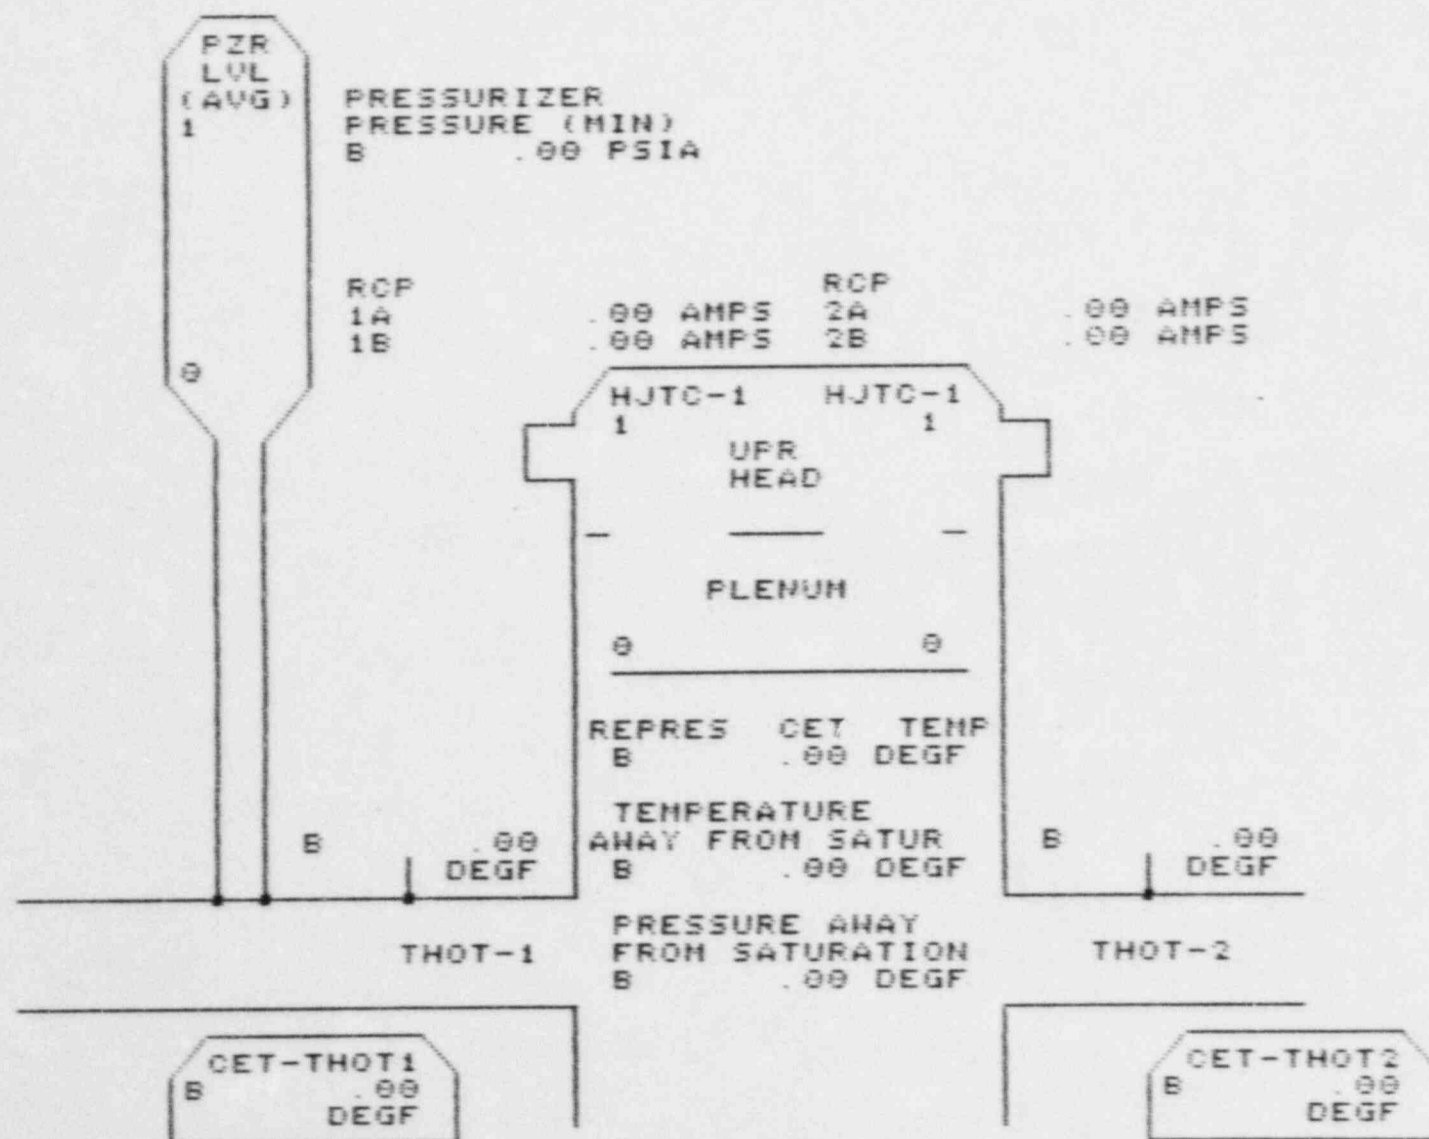 PZR
LVL
(AVG)
1
PRESSURIZER
PRESSURE (MIN)
B .00 PSIA
0
RCP RCP
1A .00 AMPS 2A .00 AMPS
1B .00 AMPS 2B .00 AMPS
HJTC-1 HJTC-1
1 1
UPR
HEAD
PLENUM
0 0
REPRES CET TEMP
B .00 DEGF
TEMPERATURE
AWAY FROM SATUR
B .00 DEGF
B .00
DEGF
B .00
DEGF
PRESSURE AWAY
FROM SATURATION
B .00 DEGF
THOT-1 THOT-2
CET-THOT1
B .00
DEGF
CET-THOT2
B .00
DEGF